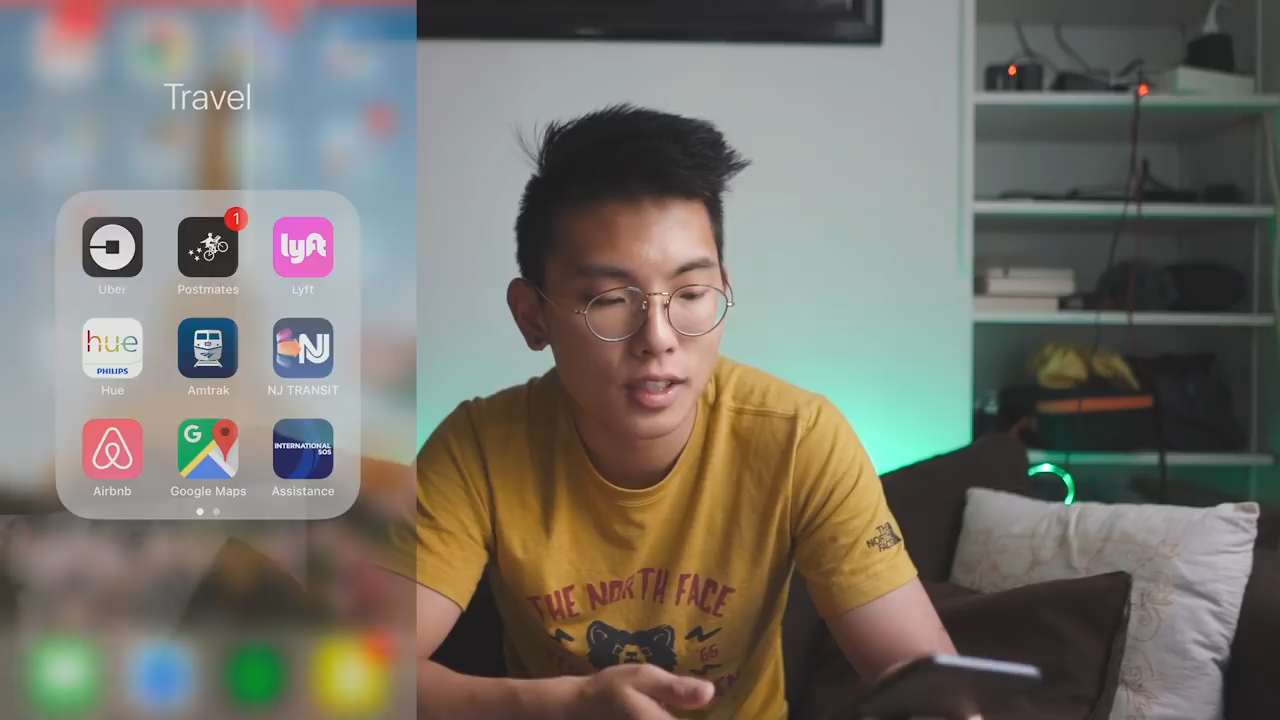 Travel
1
lyft
Uber
Postmates
Lyft
hue
PHILIPS
NJ
Hue
Amtrak
NJ TRANSIT
G
INTERNATIONAL
SOS
Airbnb
Google Maps
Assistance
THE
NORTH
FACE
THE NORTH FACE
66